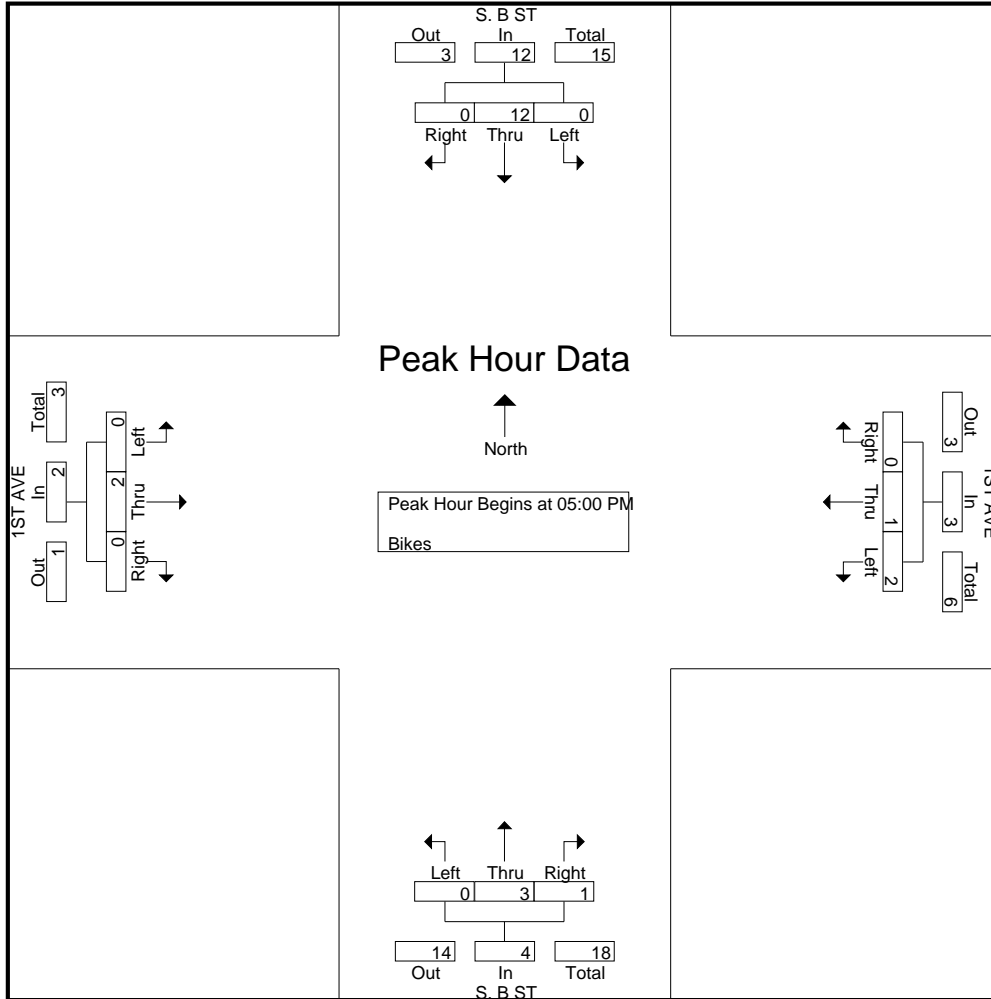 S. B ST
Out In Total
3 12 15
0 12 0
Right Thru Left
Peak Hour Data
North
Peak Hour Begins at 05:00 PM
Bikes
1ST AVE
Out In Total
1 2 3
0 2 0
Left Thru Right
1ST AVE
Out In Total
3 3 6
0 1 2
Right Thru Left
Left Thru Right
0 3 1
14 4 18
Out In Total
S. B ST